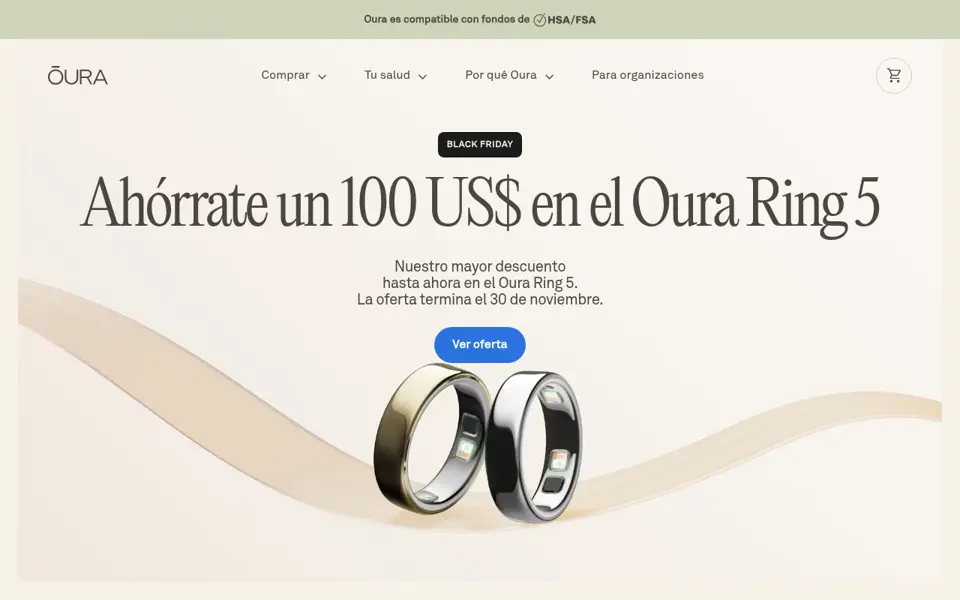 Oura es compatible con fondos de HSA/FSA
ŌURA
Comprar
Tu salud
Por qué Oura
Para organizaciones
BLACK FRIDAY
Ahórrate un 100 US$ en el Oura Ring 5
Nuestro mayor descuento
hasta ahora en el Oura Ring 5.
La oferta termina el 30 de noviembre.
Ver oferta